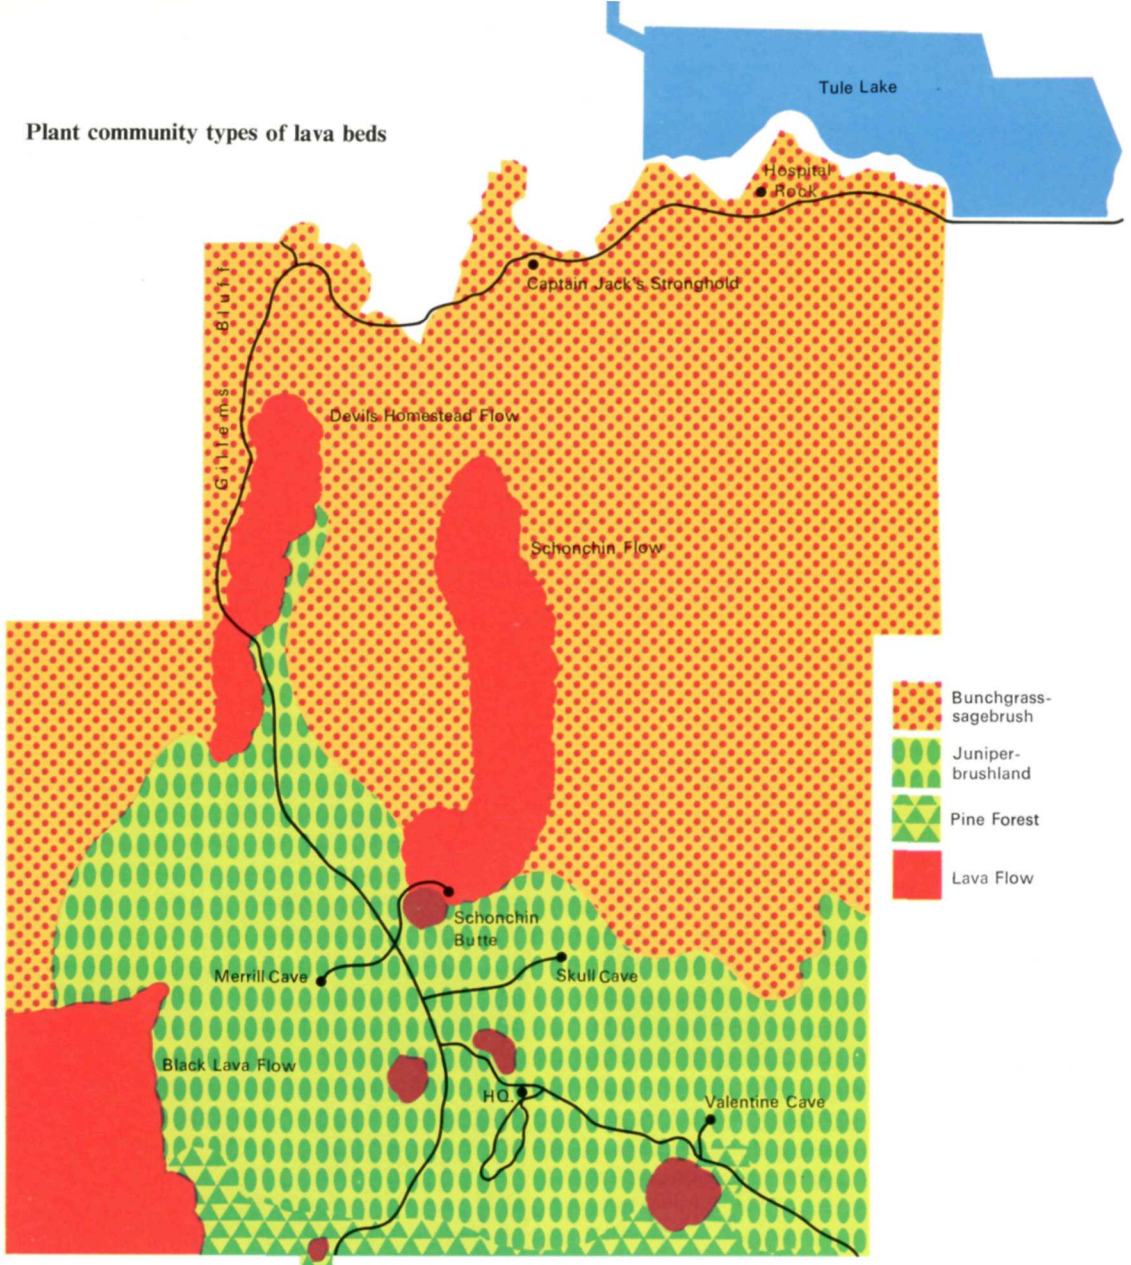 Tule Lake
Plant community types of lava beds
Hospital
Rock
Captain Jack's Stronghold
Gillems Bluff
Devils Homestead Flow
Schonchin Flow
Bunchgrass-
sagebrush
Juniper-
brushland
Pine Forest
Lava Flow
Schonchin
Butte
Merrill Cave
Skull Cave
Black Lava Flow
HQ.
Valentine Cave